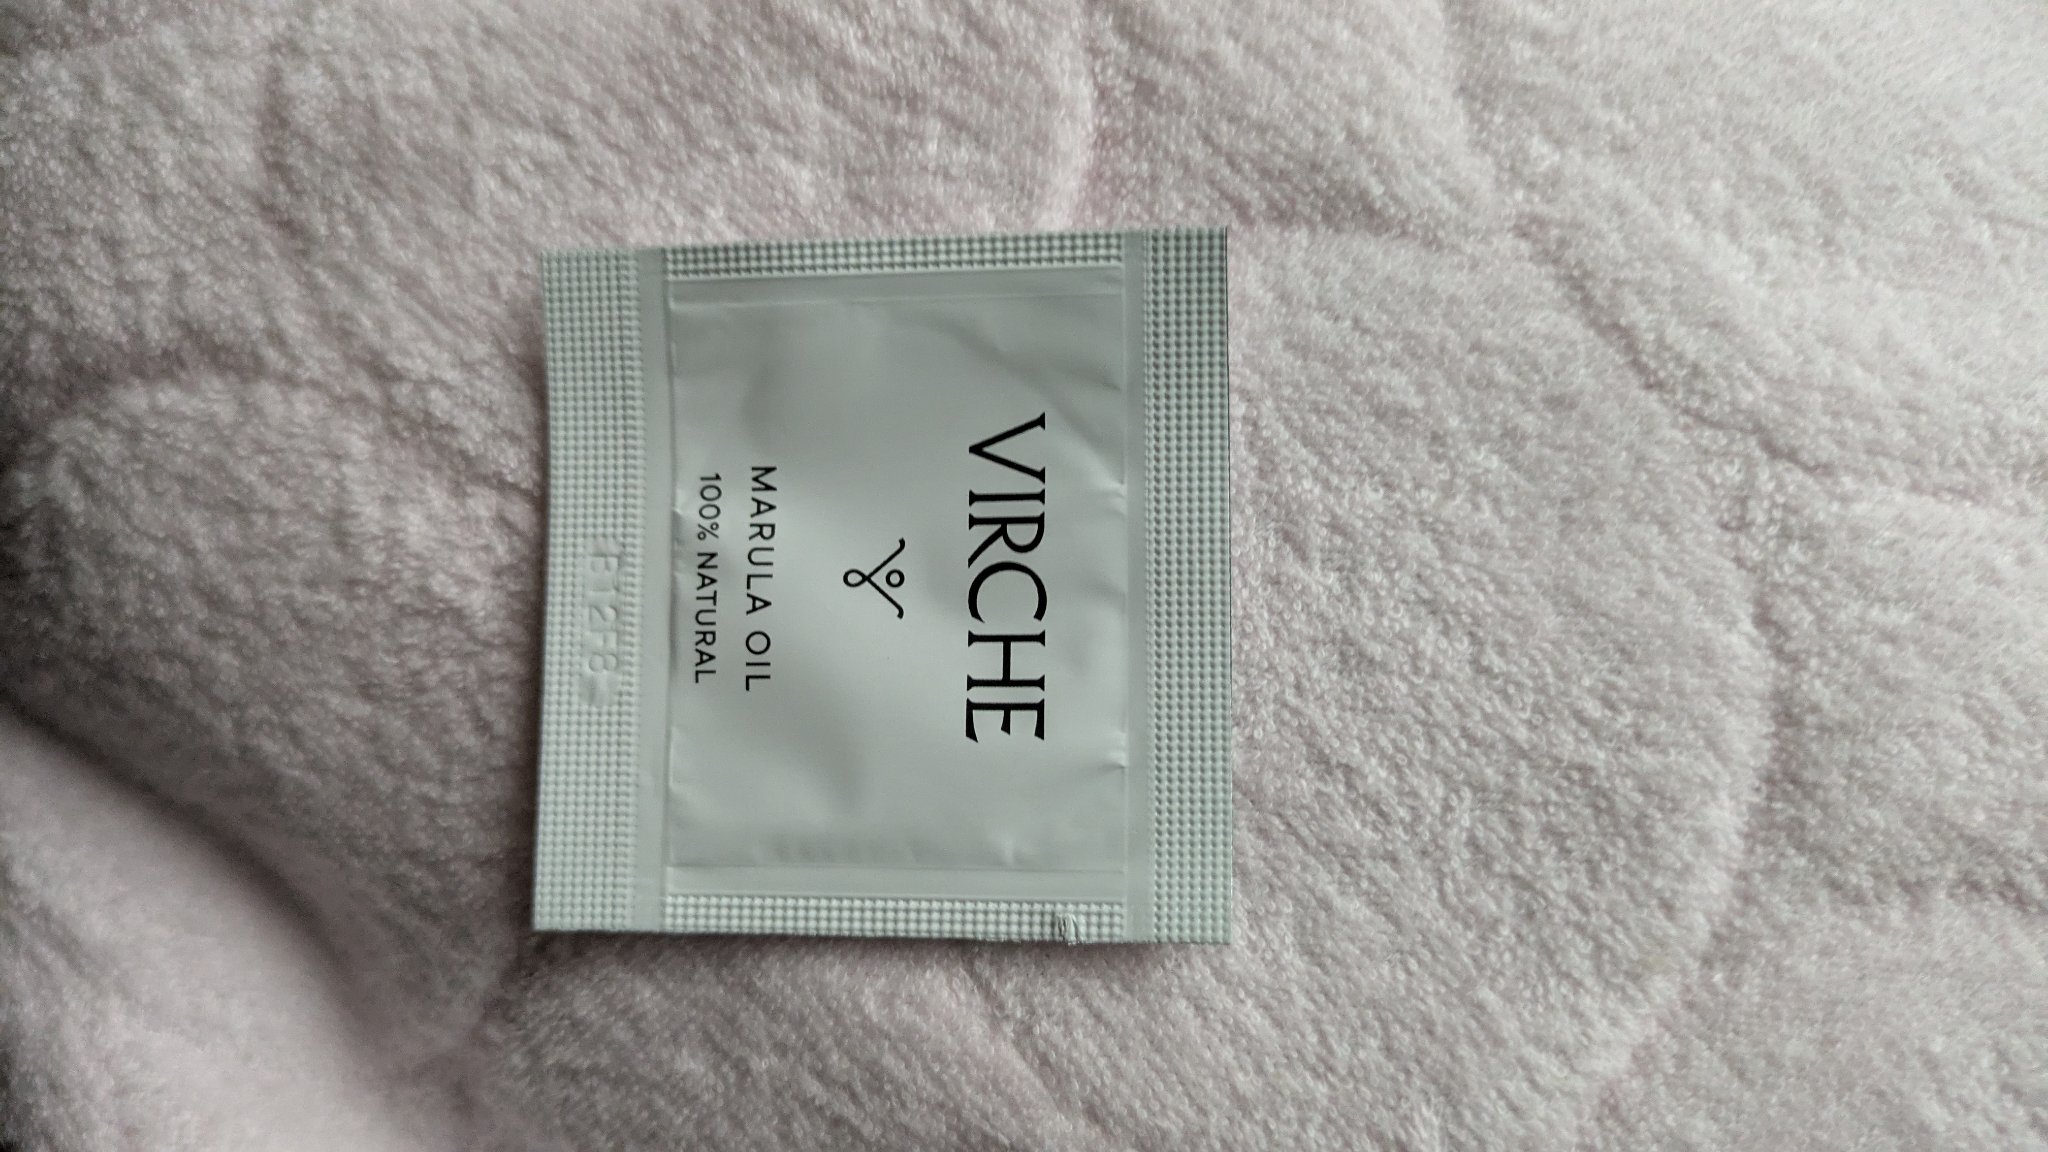 VIRCHE
MARULA OIL
100% NATURAL